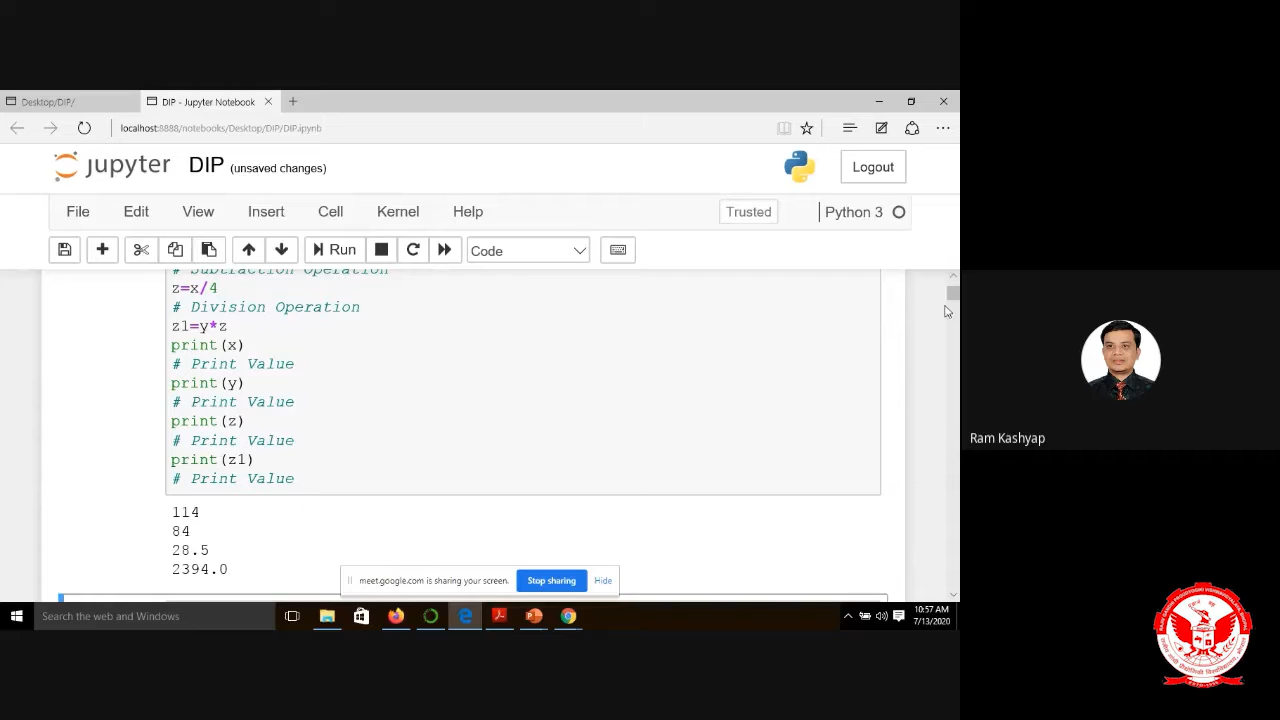 Desktop/DIP/
DIP - Jupyter Notebook
localhost:8888/notebooks/Desktop/DIP/DIP.ipynb
jupyter DIP (unsaved changes)
Logout
File Edit View Insert Cell Kernel Help
Trusted
Python 3
Run
Code
# Subtraction Operation
z=x/4
# Division Operation
z1=y*z
print(x)
# Print Value
print(y)
# Print Value
print(z)
# Print Value
print(z1)
# Print Value
114
84
28.5
2394.0
meet.google.com is sharing your screen.
Stop sharing
Hide
Search the web and Windows
10:57 AM
7/13/2020
Ram Kashyap